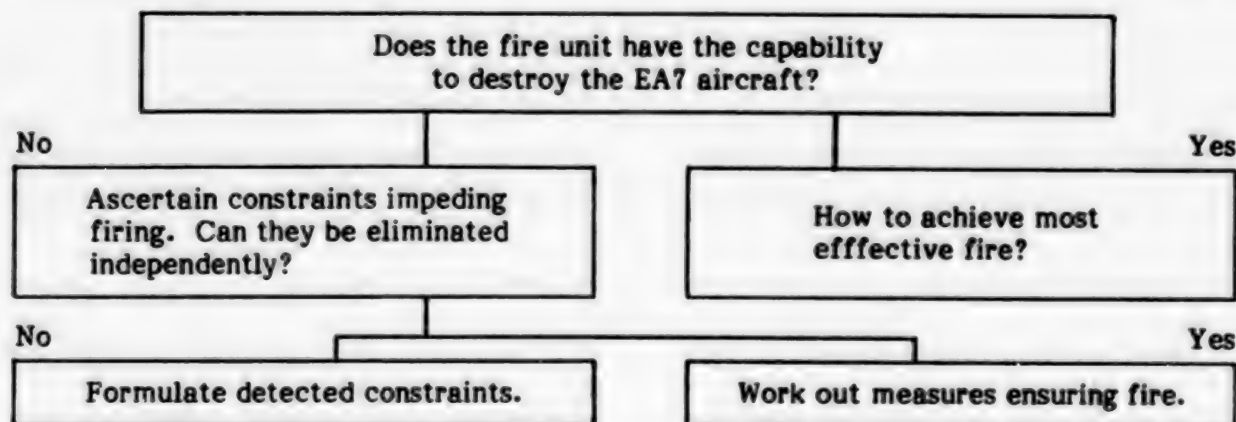 Does the fire unit have the capability
to destroy the EA7 aircraft?
No
Yes
Ascertain constraints impeding
firing. Can they be eliminated
independently?
How to achieve most
efffective fire?
No
Yes
Formulate detected constraints.
Work out measures ensuring fire.